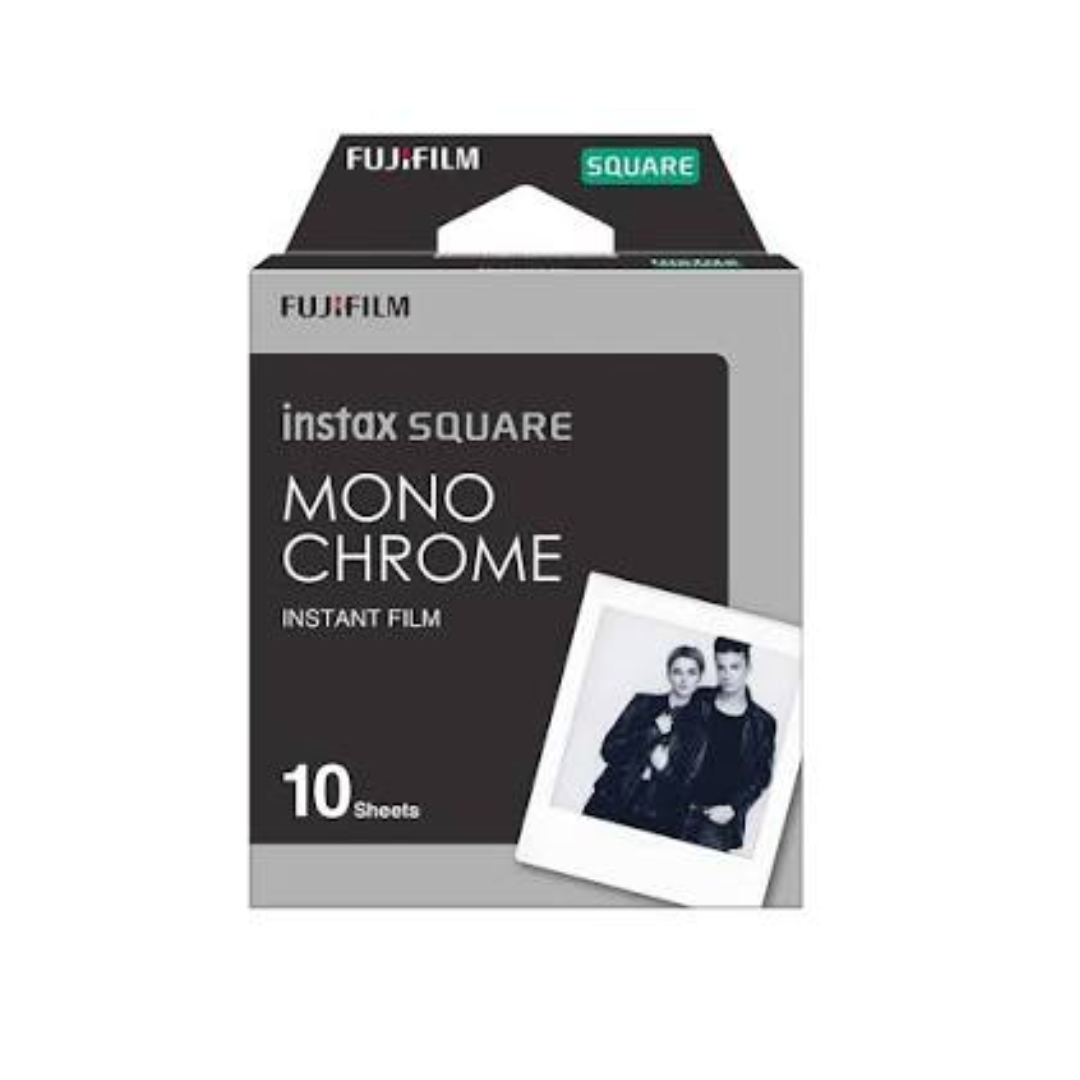 FUJIFILM SQUARE
FUJIFILM
instax SQUARE
MONO
CHROME
INSTANT FILM
10 Sheets